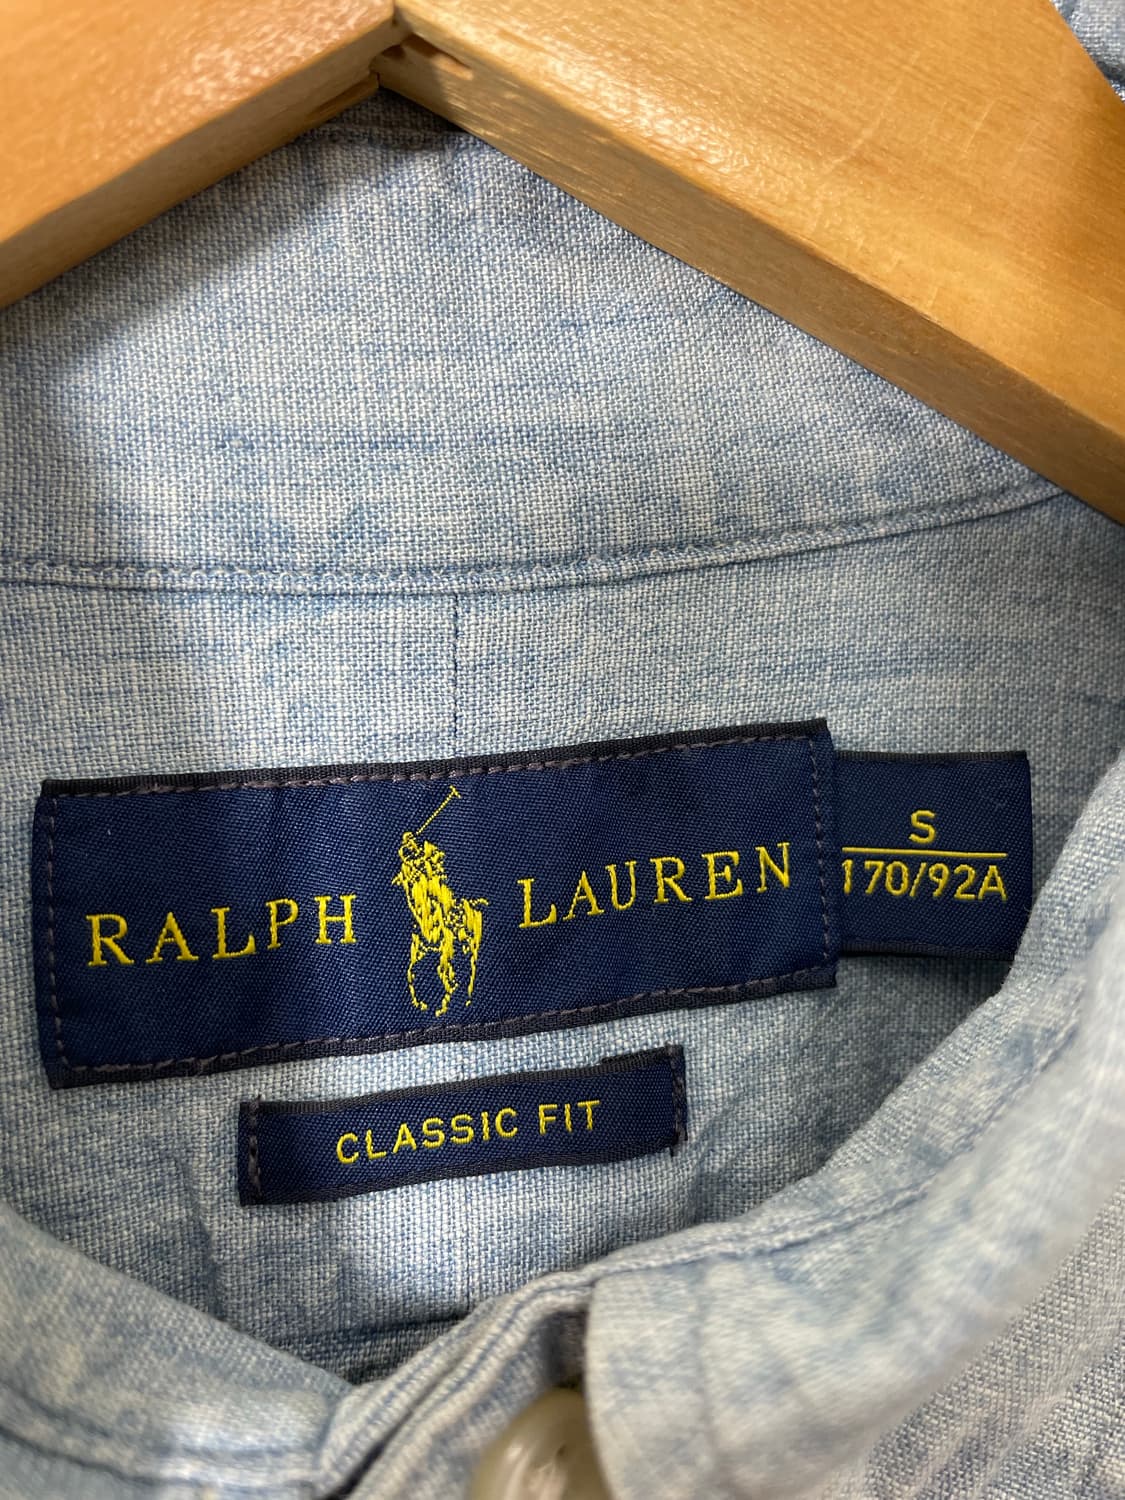 RALPH LAUREN
S
170/92A
CLASSIC FIT